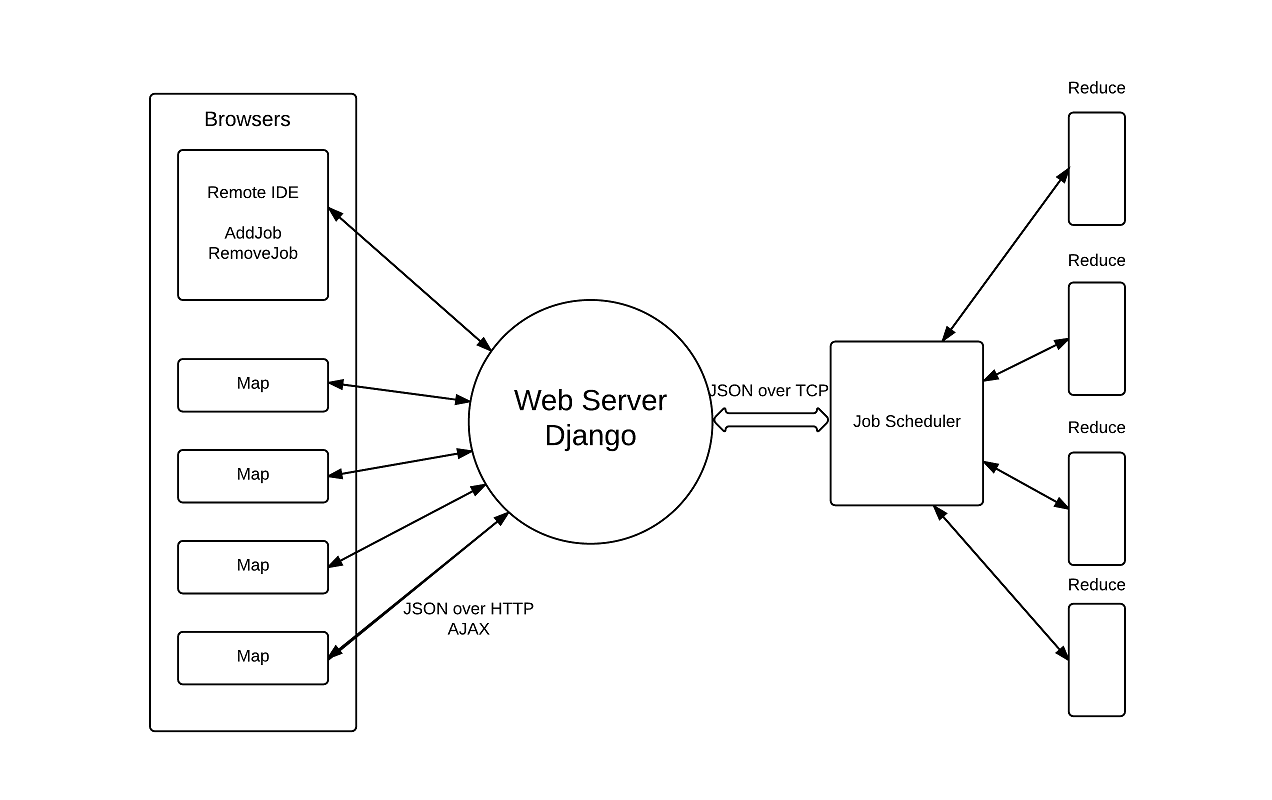 Browsers
Remote IDE
AddJob
RemoveJob
Map
Map
Map
Map
JSON over HTTP
AJAX
Web Server
Django
JSON over TCP
Job Scheduler
Reduce
Reduce
Reduce
Reduce